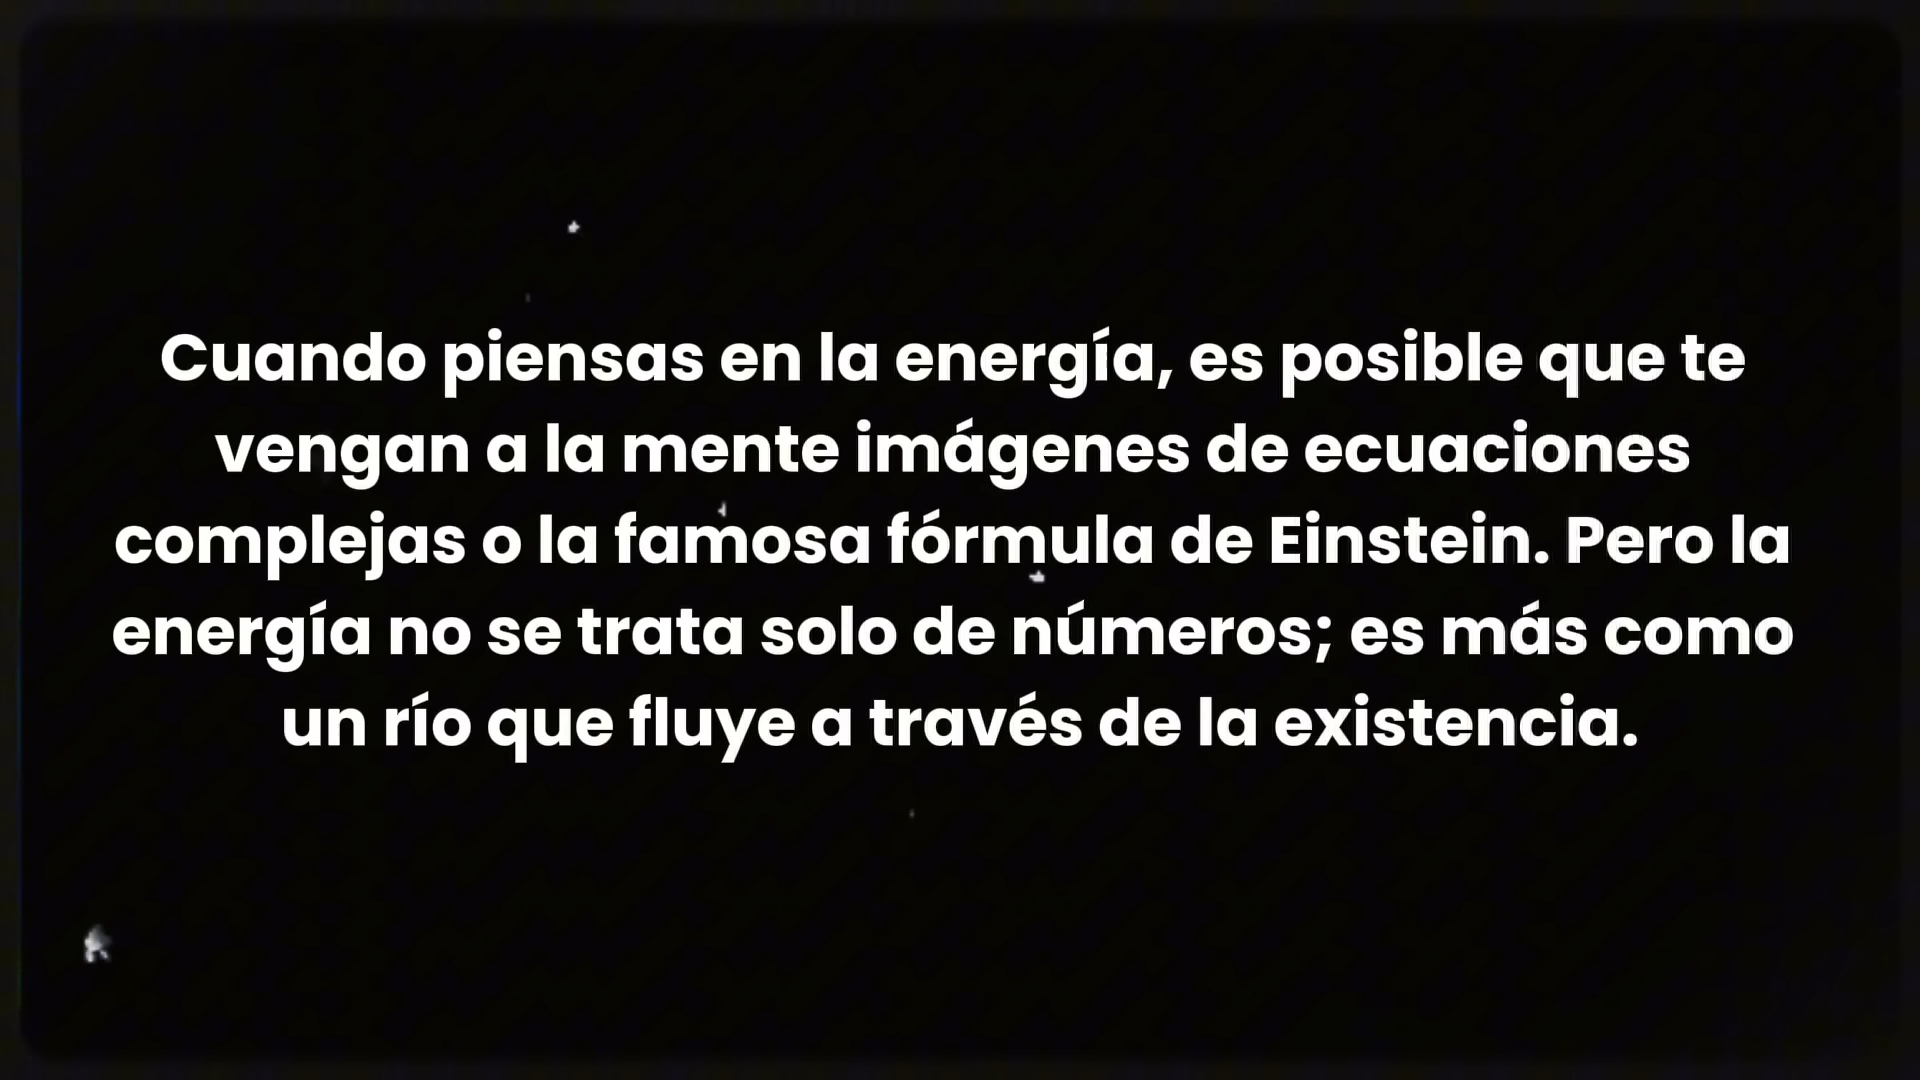 Cuando piensas en la energía, es posible que te
vengan a la mente imágenes de ecuaciones
complejas o la famosa fórmula de Einstein. Pero la
energía no se trata solo de números; es más como
un río que fluye a través de la existencia.